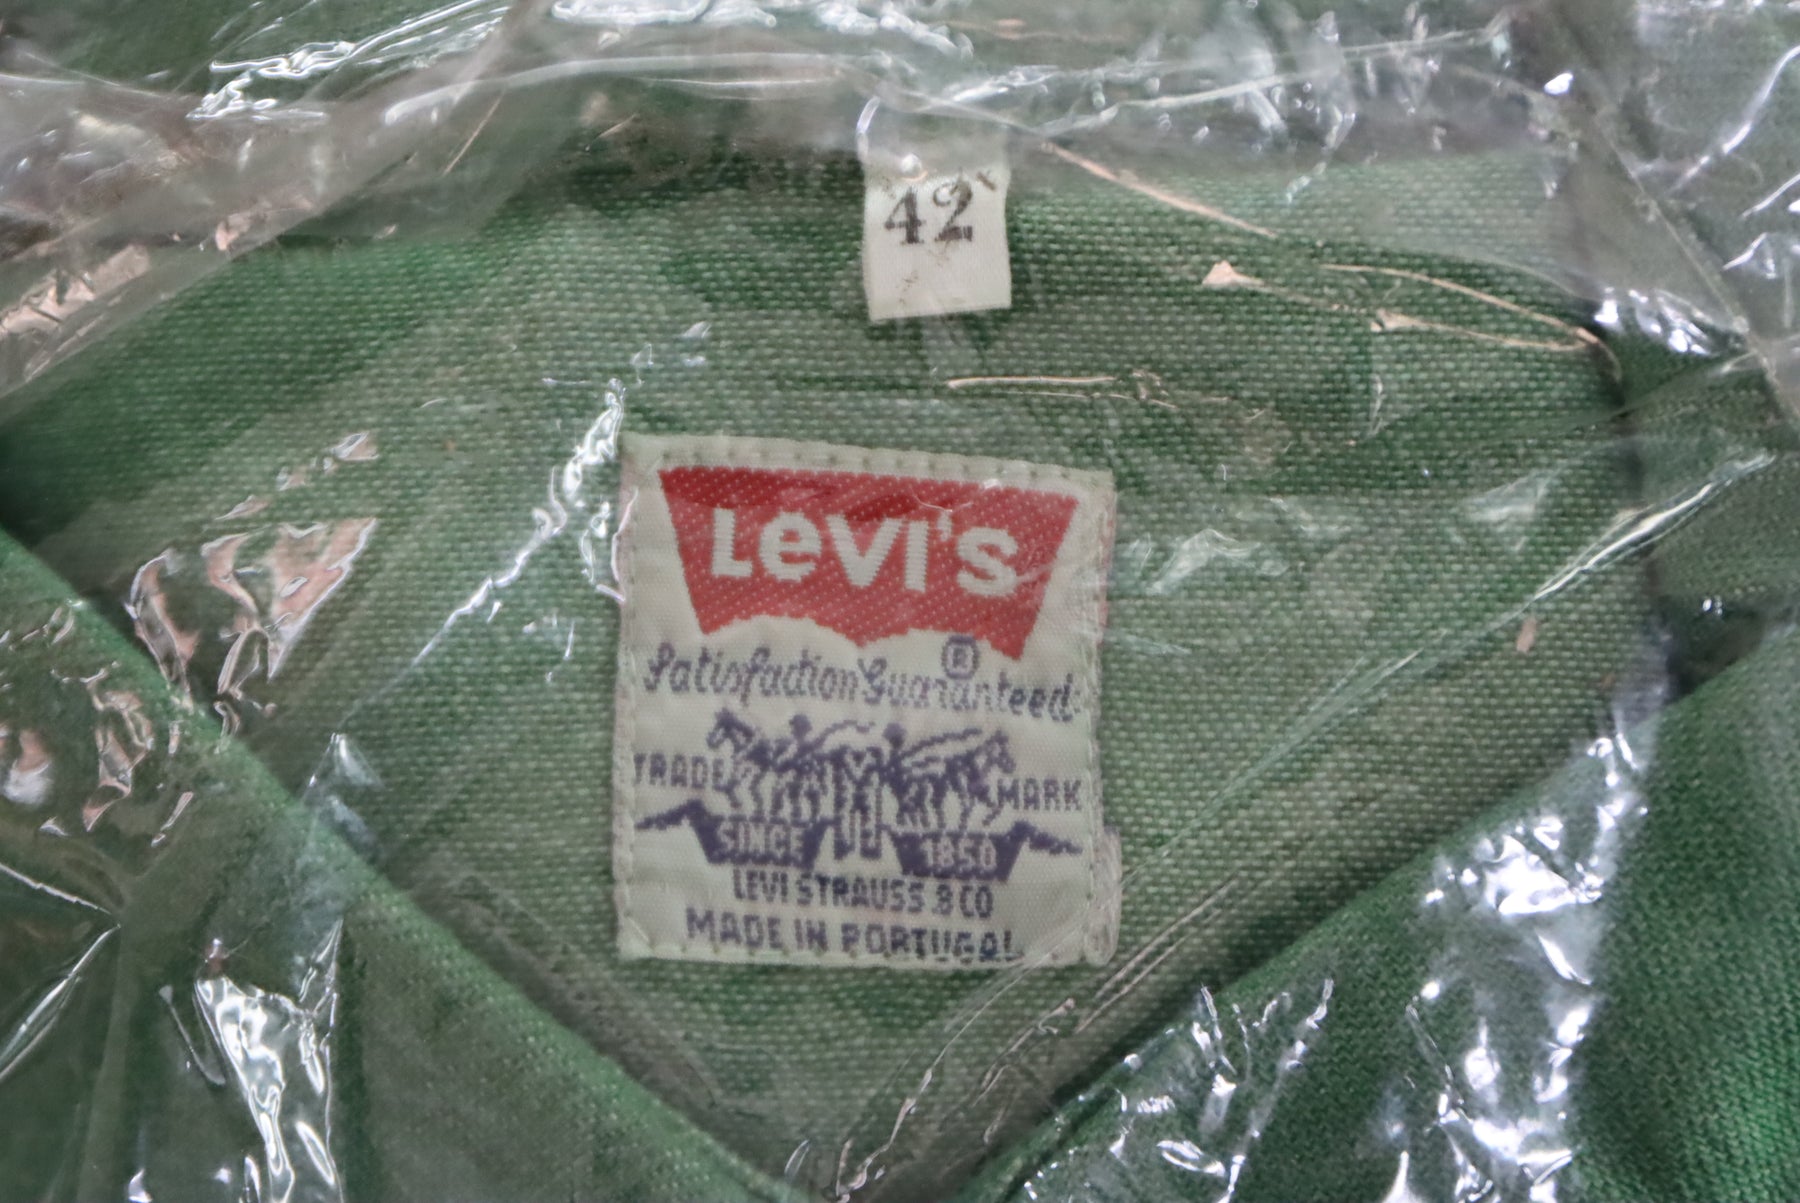 42
Levi's
®
Satisfaction Guaranteed
TRADE MARK
SINCE 1850
LEVI STRAUSS & CO
MADE IN PORTUGAL